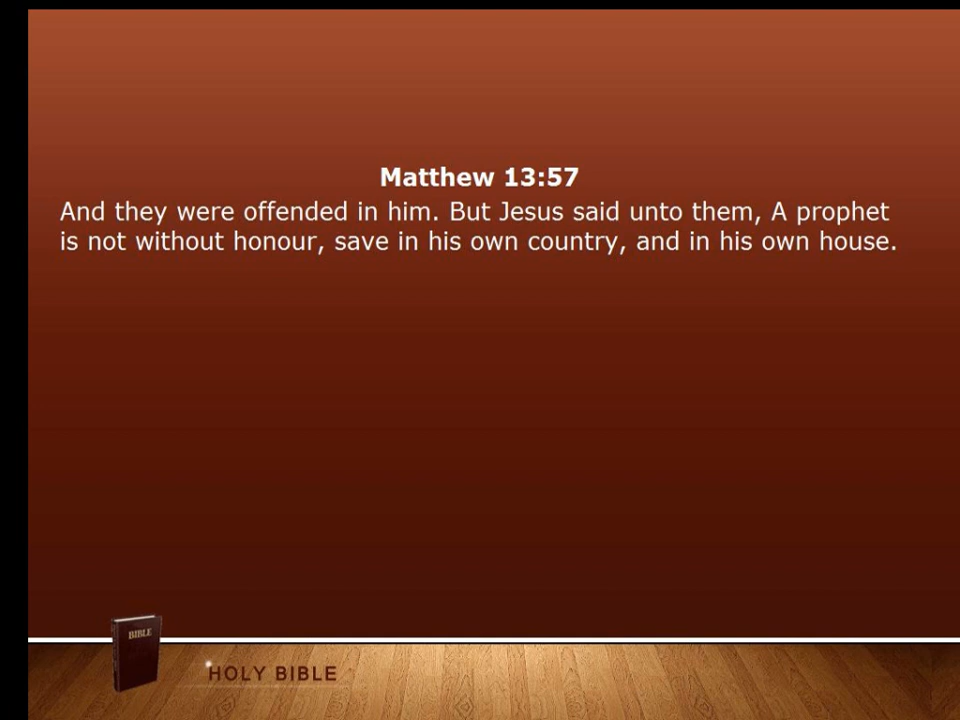 Matthew 13:57
And they were offended in him. But Jesus said unto them, A prophet
is not without honour, save in his own country, and in his own house.
BIBLE
HOLY BIBLE